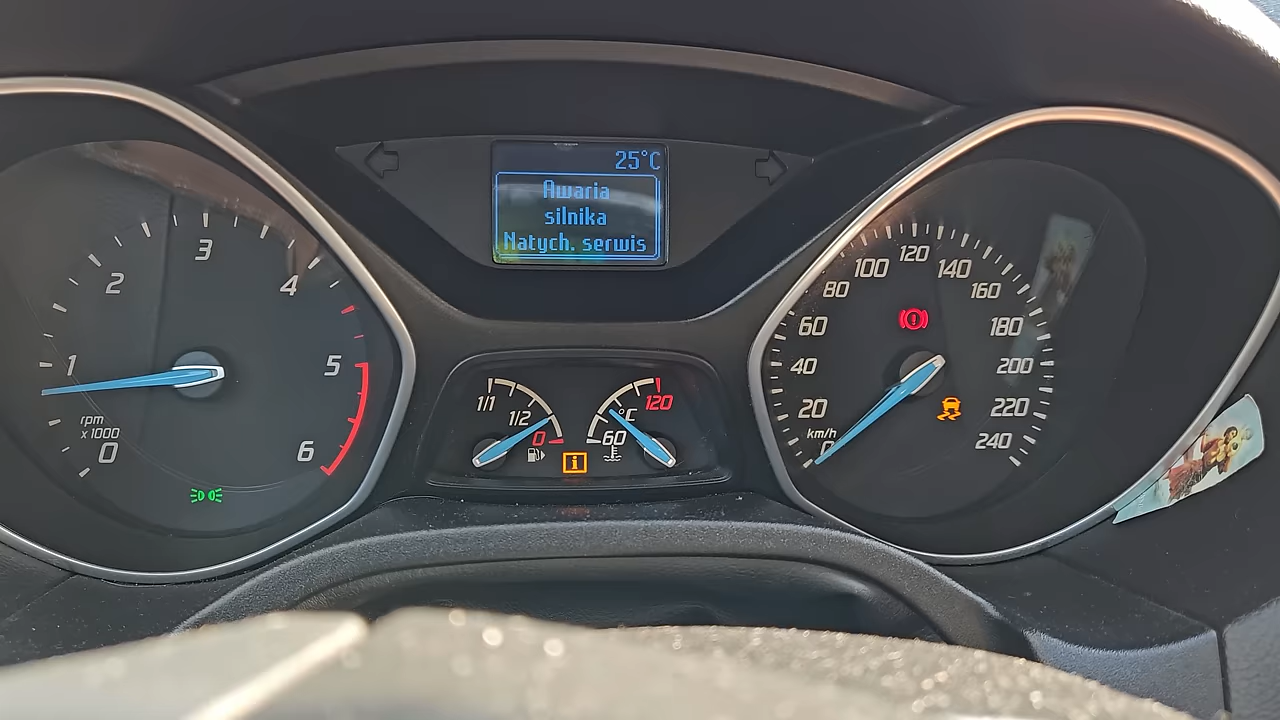 25°C
Awaria
silnika
Natych. serwis
0
1
2
3
4
5
6
rpm
x 1000
1/1
1/2
0
60
°C
120
i
0
20
40
60
80
100
120
140
160
180
200
220
240
km/h